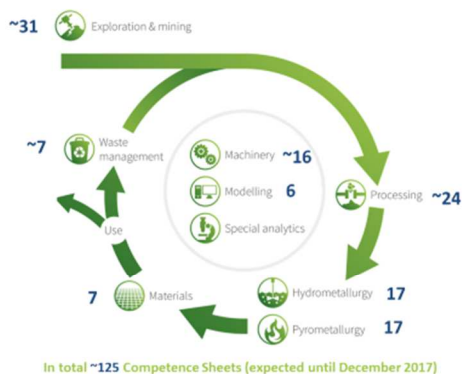 ~31 Exploration & mining
~7 Waste
management
Machinery ~16
Modelling 6
Special analytics
Processing ~24
Use
7 Materials
Hydrometallurgy 17
Pyrometallurgy 17
In total ~125 Competence Sheets (expected until December 2017)